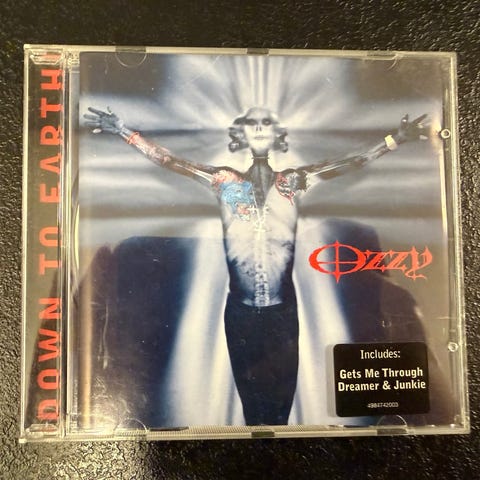 DOWN TO EARTH
Ozzy
Includes:
Gets Me Through
Dreamer & Junkie
4984742003